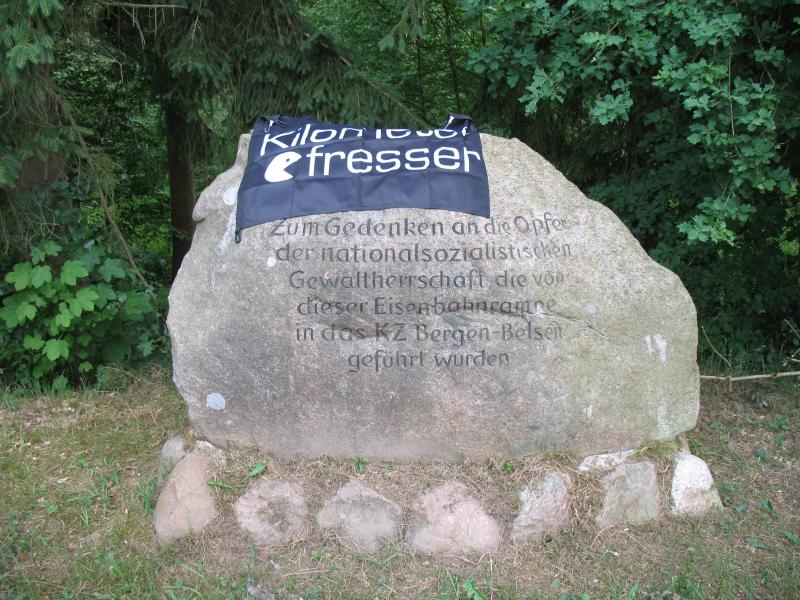 Kilometer
fresser
Zum Gedenken an die Opfer
der nationalsozialistischen
Gewaltherrschaft, die von
dieser Eisenbahnrampe
in das KZ Bergen-Belsen
geführt wurden